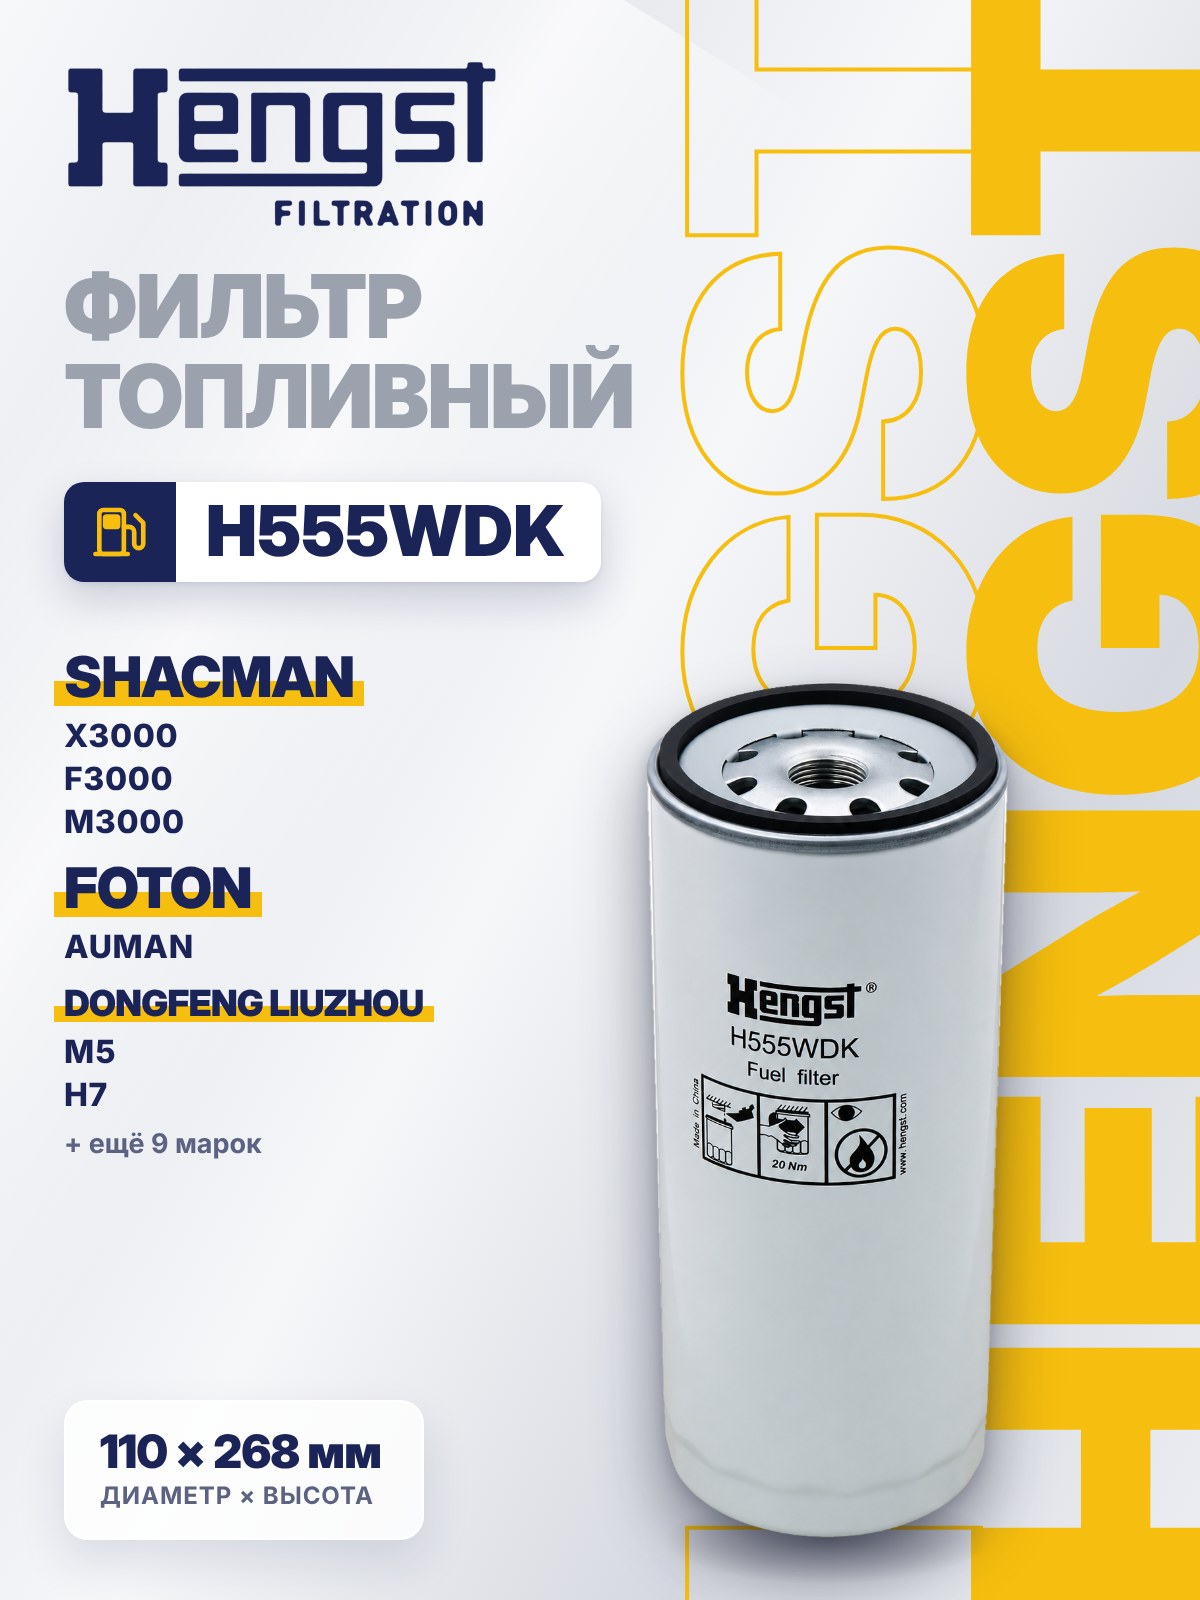 Hengst
FILTRATION
ФИЛЬТР
ТОПЛИВНЫЙ
H555WDK
SHACMAN
X3000
F3000
M3000
FOTON
AUMAN
DONGFENG LIUZHOU
M5
H7
+ ещё 9 марок
110 × 268 мм
ДИАМЕТР × ВЫСОТА
HENGST
HENGST
Hengst®
H555WDK
Fuel filter
Made in China
20 Nm
www.hengst.com